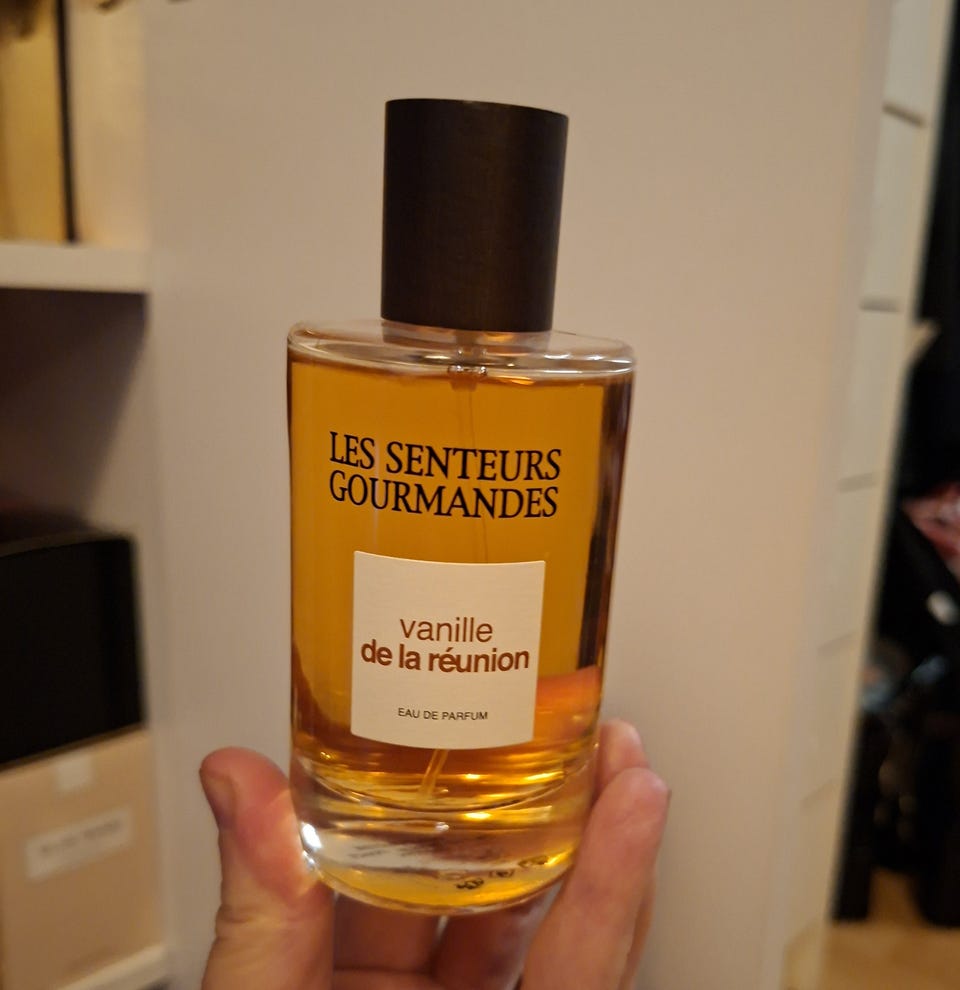 LES SENTEURS
GOURMANDES
vanille
de la réunion
EAU DE PARFUM